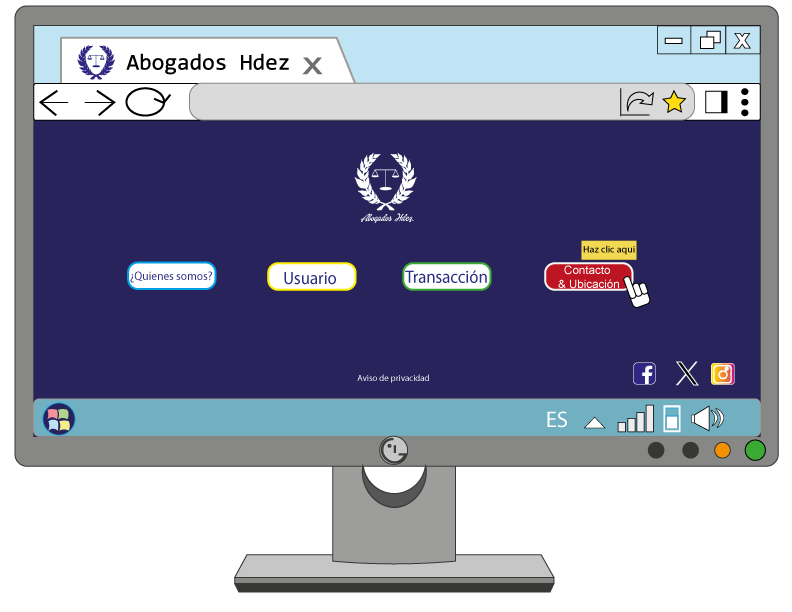 Abogados Hdez X
X
Abogados Hdez.
Haz clic aqui
¿Quienes somos?
Usuario
Transacción
Contacto
& Ubicación
Aviso de privacidad
ES